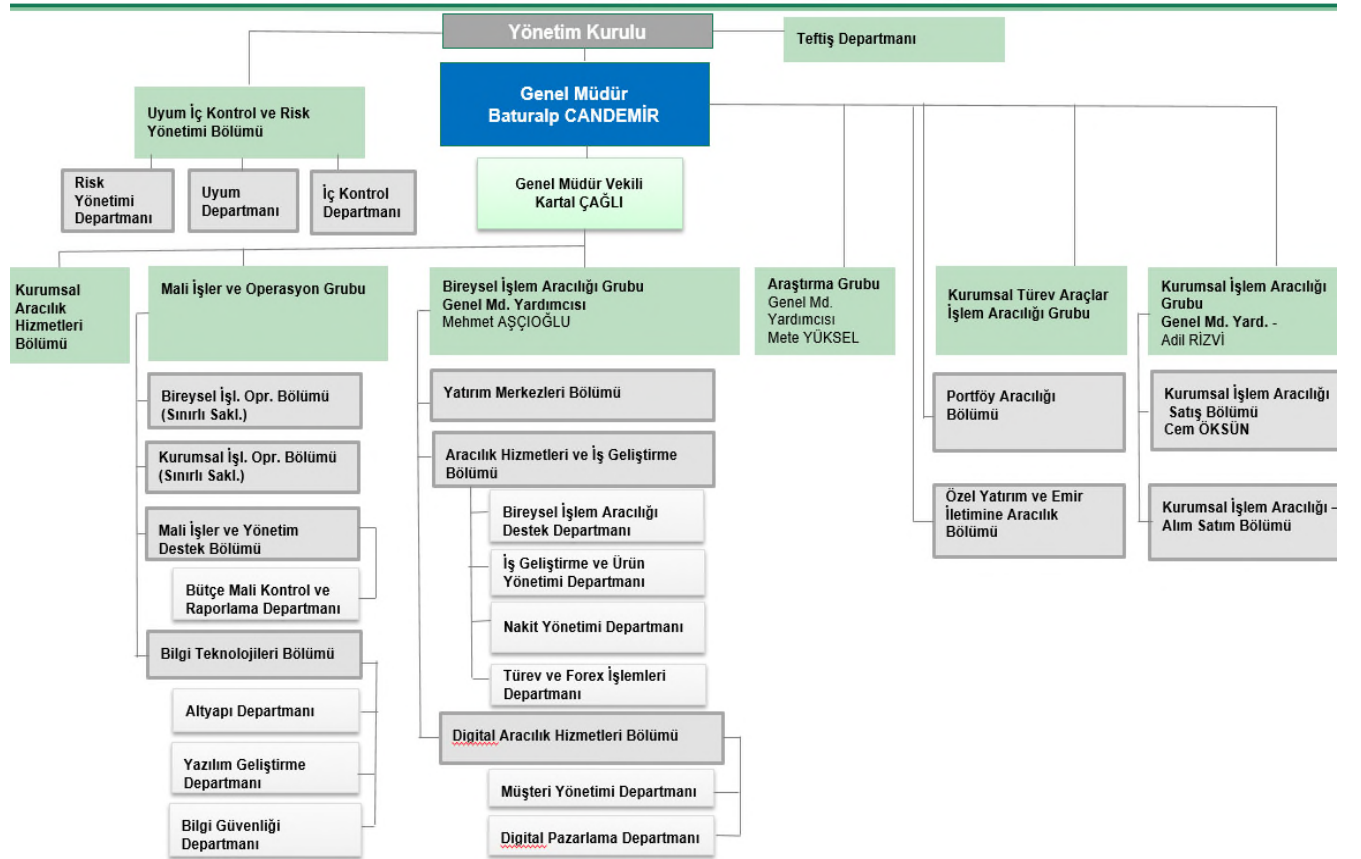 Yönetim Kurulu
Teftiş Departmanı
Genel Müdür
Baturalp CANDEMİR
Uyum İç Kontrol ve Risk
Yönetimi Bölümü
Risk
Yönetimi
Departmanı
Uyum
Departmanı
İç Kontrol
Departmanı
Genel Müdür Vekili
Kartal ÇAĞLI
Kurumsal
Aracılık
Hizmetleri
Bölümü
Mali İşler ve Operasyon Grubu
Bireysel İşl. Opr. Bölümü
(Sınırlı Sakl.)
Kurumsal İşl. Opr. Bölümü
(Sınırlı Sakl.)
Mali İşler ve Yönetim
Destek Bölümü
Bütçe Mali Kontrol ve
Raporlama Departmanı
Bilgi Teknolojileri Bölümü
Altyapı Departmanı
Yazılım Geliştirme
Departmanı
Bilgi Güvenliği
Departmanı
Bireysel İşlem Aracılığı Grubu
Genel Md. Yardımcısı
Mehmet AŞÇIOĞLU
Yatırım Merkezleri Bölümü
Aracılık Hizmetleri ve İş Geliştirme
Bölümü
Bireysel İşlem Aracılığı
Destek Departmanı
İş Geliştirme ve Ürün
Yönetimi Departmanı
Nakit Yönetimi Departmanı
Türev ve Forex İşlemleri
Departmanı
Digital Aracılık Hizmetleri Bölümü
Müşteri Yönetimi Departmanı
Digital Pazarlama Departmanı
Araştırma Grubu
Genel Md.
Yardımcısı
Mete YÜKSEL
Kurumsal Türev Araçlar
İşlem Aracılığı Grubu
Portföy Aracılığı
Bölümü
Özel Yatırım ve Emir
İletimine Aracılık
Bölümü
Kurumsal İşlem Aracılığı
Grubu
Genel Md. Yard. -
Adil RİZVİ
Kurumsal İşlem Aracılığı
Satış Bölümü
Cem ÖKSÜN
Kurumsal İşlem Aracılığı –
Alım Satım Bölümü